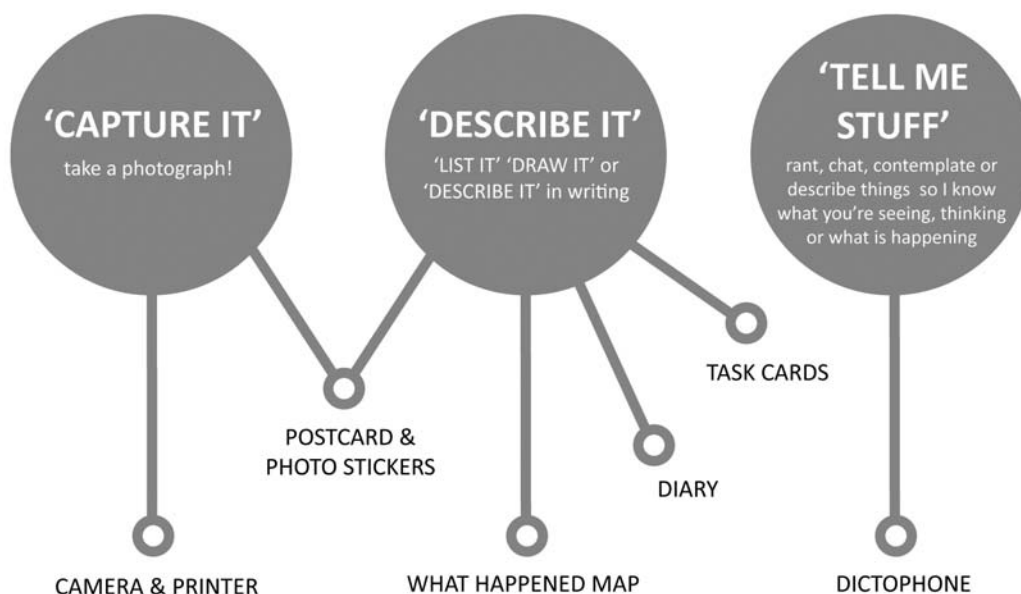 ‘CAPTURE IT’
take a photograph!
‘DESCRIBE IT’
‘LIST IT’ ‘DRAW IT’ or
‘DESCRIBE IT’ in writing
‘TELL ME
STUFF’
rant, chat, contemplate or
describe things  so I know
what you’re seeing, thinking
or what is happening
TASK CARDS
POSTCARD &
PHOTO STICKERS
DIARY
CAMERA & PRINTER
WHAT HAPPENED MAP
DICTOPHONE